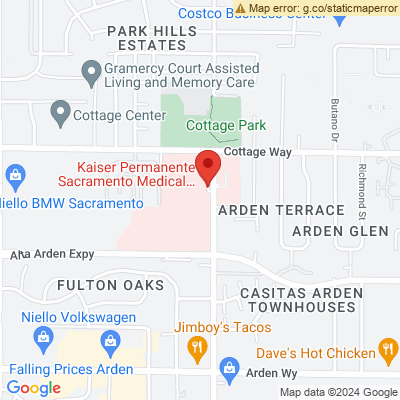 Costco Business Center
Map error: g.co/staticmaperror
PARK HILLS
ESTATES
Gramercy Court Assisted
Living and Memory Care
Butano Dr
Cottage Center
Cottage Park
Cottage Way
Kaiser Permanente
Sacramento Medical...
Richmond St
Niello BMW Sacramento
ARDEN TERRACE
ARDEN GLEN
Alta Arden Expy
FULTON OAKS
CASITAS ARDEN
TOWNHOUSES
Niello Volkswagen
Jimboy's Tacos
Dave's Hot Chicken
Falling Prices Arden
Arden Wy
Google
Map data ©2024 Google